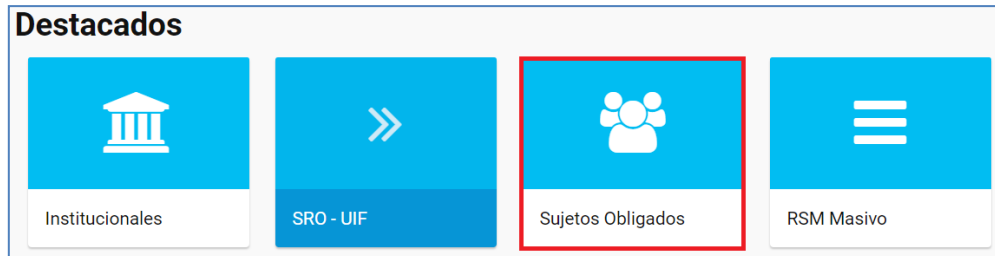 Destacados
Institucionales
SRO - UIF
Sujetos Obligados
RSM Masivo